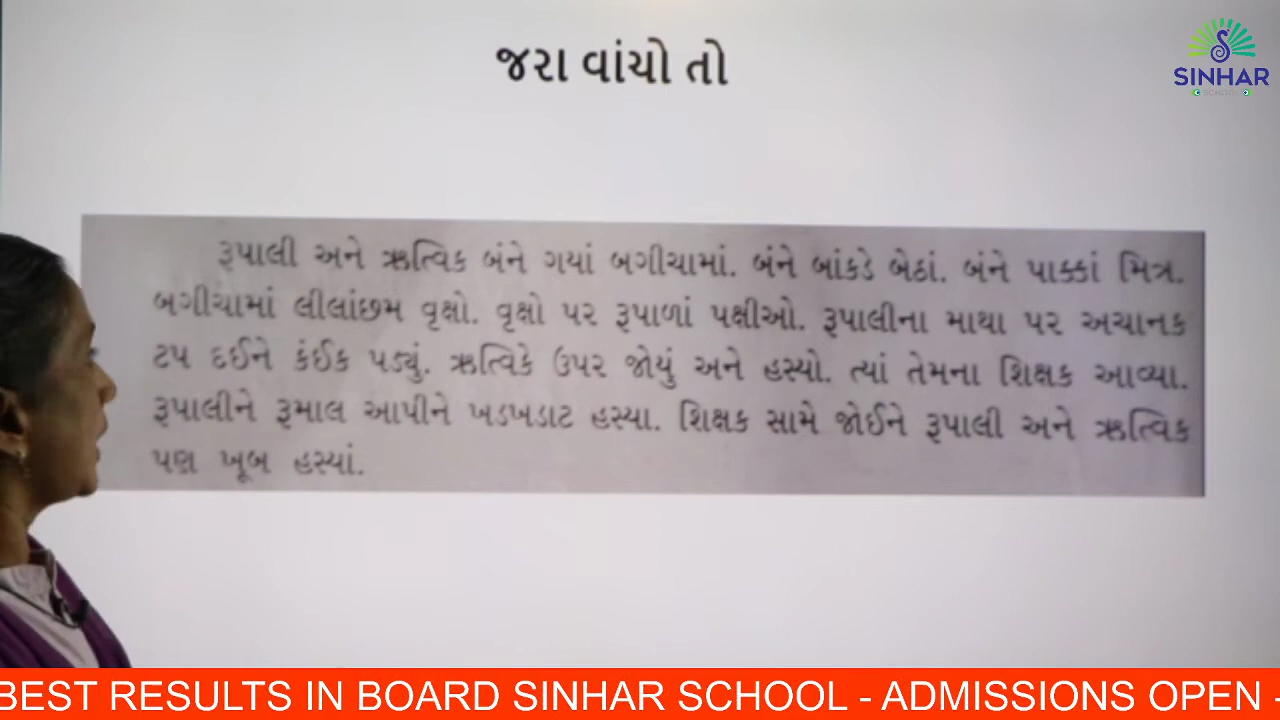 જરા વાંચો તો
SINHAR
SCHOOL
રૂપાલી અને ઋત્વિક બંને ગયાં બગીચામાં. બંને બાંકડે બેઠાં. બંને પાક્કાં મિત્ર.
બગીચામાં લીલાંછમ વૃક્ષો. વૃક્ષો પર રૂપાળાં પક્ષીઓ. રૂપાલીના માથા પર અચાનક
ટપ દઈને કંઈક પડ્યું. ઋત્વિકે ઉપર જોયું અને હસ્યો. ત્યાં તેમના શિક્ષક આવ્યા.
રૂપાલીને રૂમાલ આપીને ખડખડાટ હસ્યા. શિક્ષક સામે જોઈને રૂપાલી અને ઋત્વિક
પણ ખૂબ હસ્યાં.
BEST RESULTS IN BOARD SINHAR SCHOOL - ADMISSIONS OPEN -